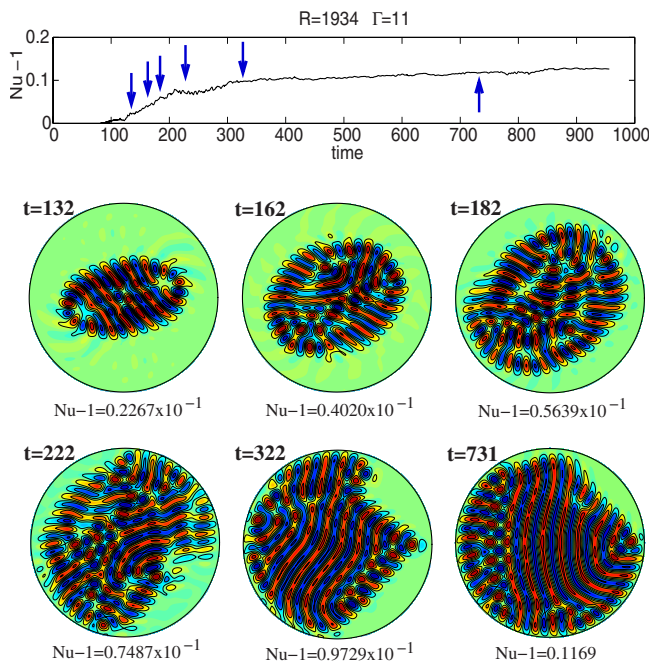 R=1934 Γ=11
Nu−1
0.2
0.1
0
0 100 200 300 400 500 600 700 800 900 1000
time
t=132 t=162 t=182
Nu−1=0.2267x10⁻¹ Nu−1=0.4020x10⁻¹ Nu−1=0.5639x10⁻¹
t=222 t=322 t=731
Nu−1=0.7487x10⁻¹ Nu−1=0.9729x10⁻¹ Nu−1=0.1169